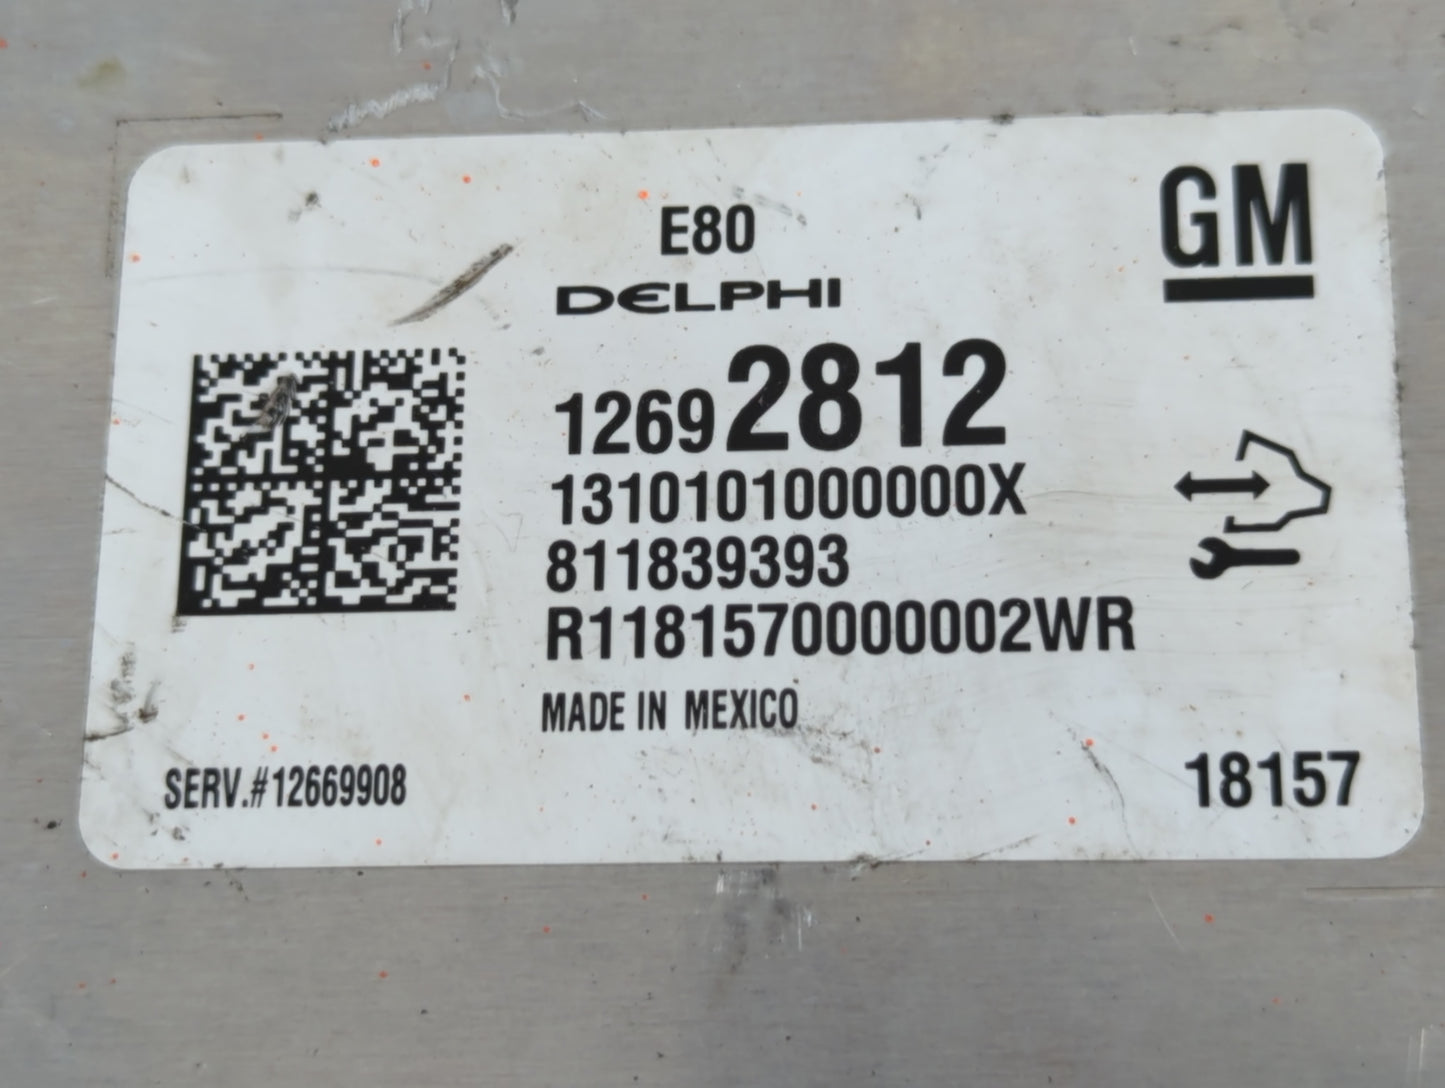 E80
GM
DELPHI
12692812
1310101000000X
811839393
R1181570000002WR
MADE IN MEXICO
SERV.#12669908
18157